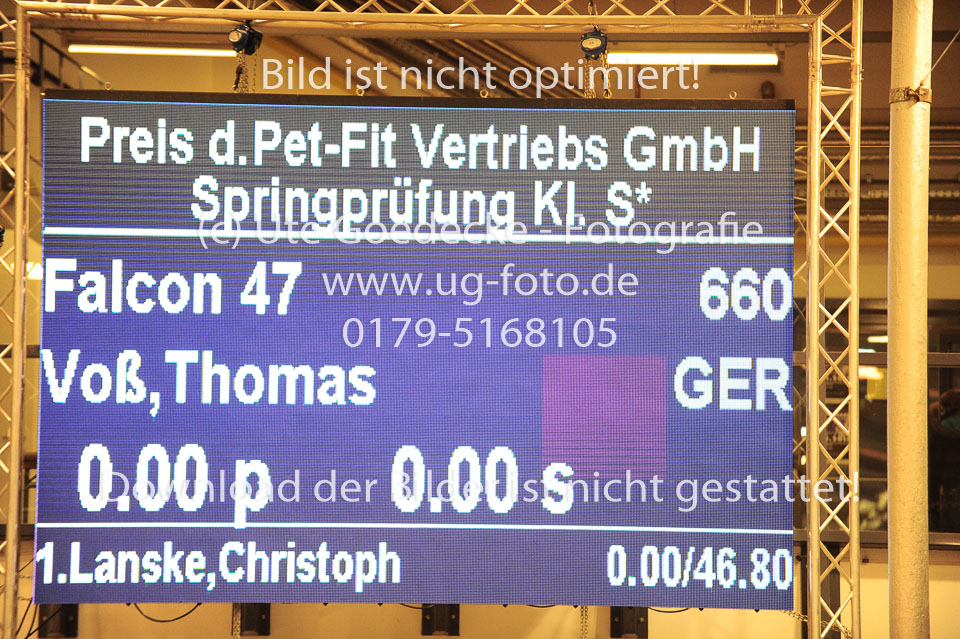 Bild ist nicht optimiert!
Preis d.Pet-Fit Vertriebs GmbH
Springprüfung Kl. S*
(c) Ute Goedecke - Fotografie
Falcon 47 660
www.ug-foto.de
0179-5168105
Voß,Thomas GER
0.00 p 0.00 s
Download der Bilder ist nicht gestattet!
1.Lanske,Christoph 0.00/46.80